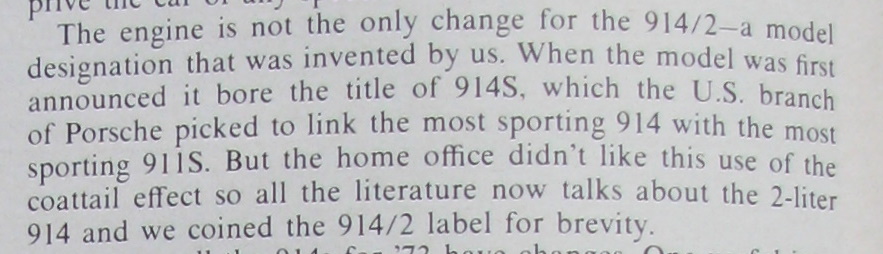 The engine is not the only change for the 914/2—a model
designation that was invented by us. When the model was first
announced it bore the title of 914S, which the U.S. branch
of Porsche picked to link the most sporting 914 with the most
sporting 911S. But the home office didn't like this use of the
coattail effect so all the literature now talks about the 2-liter
914 and we coined the 914/2 label for brevity.